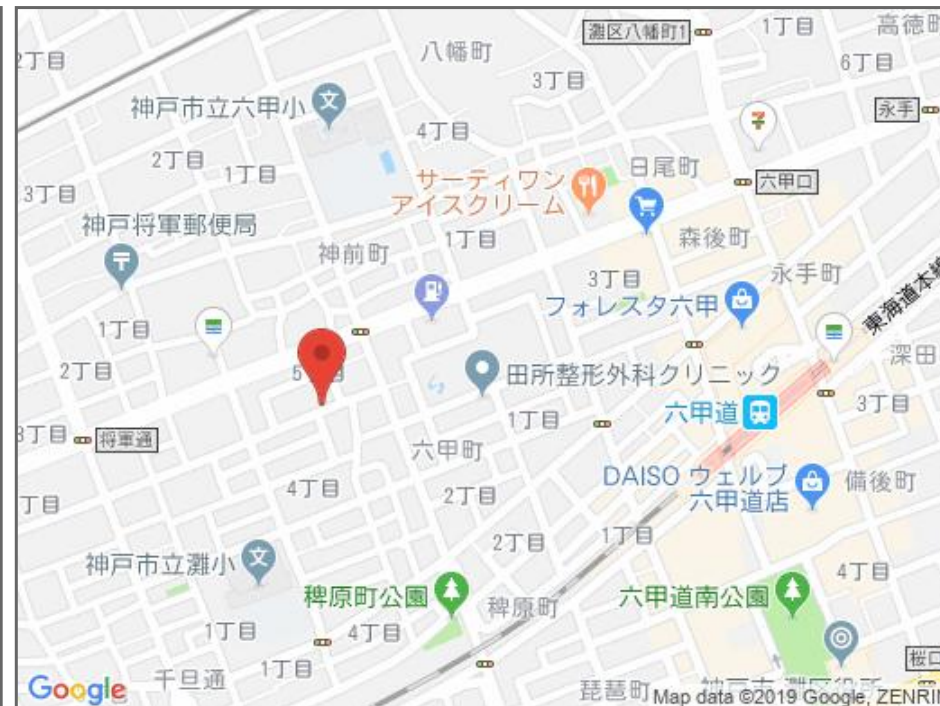 灘区八幡町1
1丁目
高徳町
2丁目
八幡町
3丁目
6丁目
神戸市立六甲小
永手
4丁目
2丁目
1丁目
日尾町
3丁目
サーティワン
アイスクリーム
六甲口
神戸将軍郵便局
1丁目
森後町
神前町
3丁目
永手町
フォレスタ六甲
東海道本線
1丁目
深田
2丁目
5丁目
田所整形外科クリニック
3丁目
六甲道
1丁目
3丁目
将軍通
六甲町
DAISO ウェルブ
六甲道店
備後町
丁目
4丁目
2丁目
2丁目
1丁目
神戸市立灘小
4丁目
稗原町公園
稗原町
六甲道南公園
1丁目
4丁目
桜口
Google
千旦通
1丁目
琵琶町
Map data ©2019 Google, ZENRIN